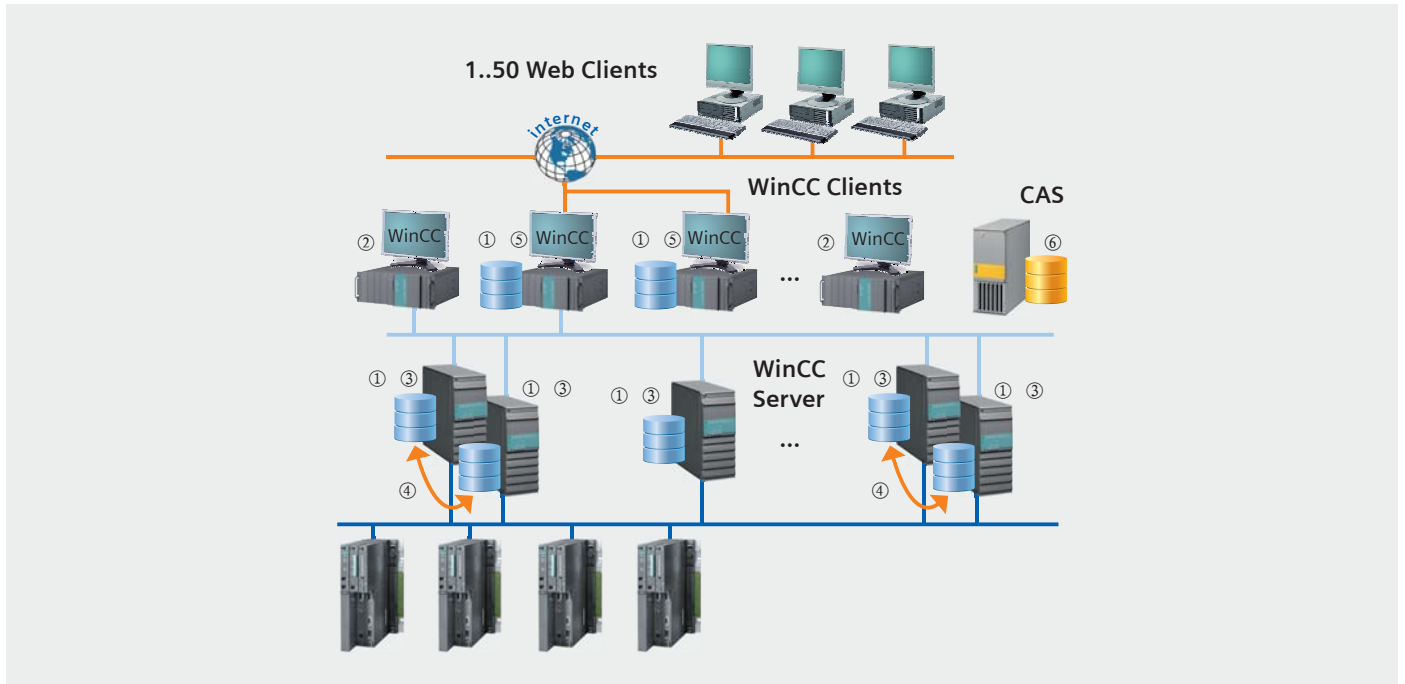 1..50 Web Clients
internet
WinCC Clients
CAS
② WinCC
① ⑤ WinCC
① ⑤ WinCC
② WinCC
⑥
...
WinCC
Server
① ③
① ③
① ③
① ③
① ③
...
④
④